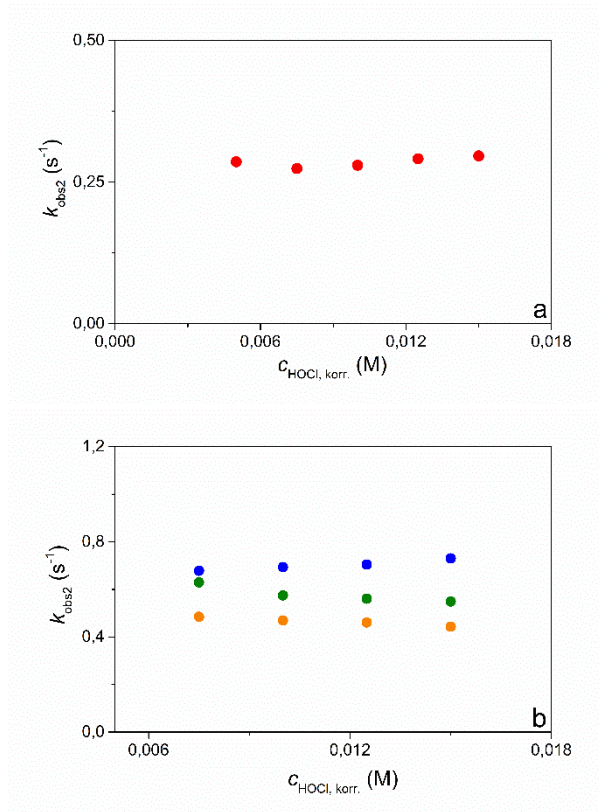 0,50
0,25
0,00
k_obs2 (s⁻¹)
a
0,000 0,006 0,012 0,018
c_HOCl, korr. (M)
1,2
0,8
0,4
0,0
k_obs2 (s⁻¹)
b
0,006 0,012 0,018
c_HOCl, korr. (M)